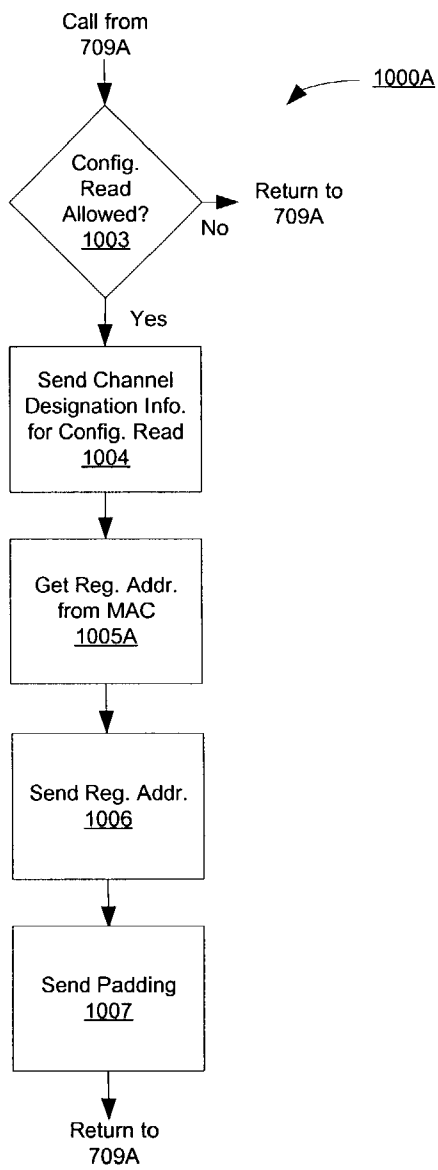 Call from
709A
1000A
Config.
Read
Allowed?
1003
No
Return to
709A
Yes
Send Channel
Designation Info.
for Config. Read
1004
Get Reg. Addr.
from MAC
1005A
Send Reg. Addr.
1006
Send Padding
1007
Return to
709A